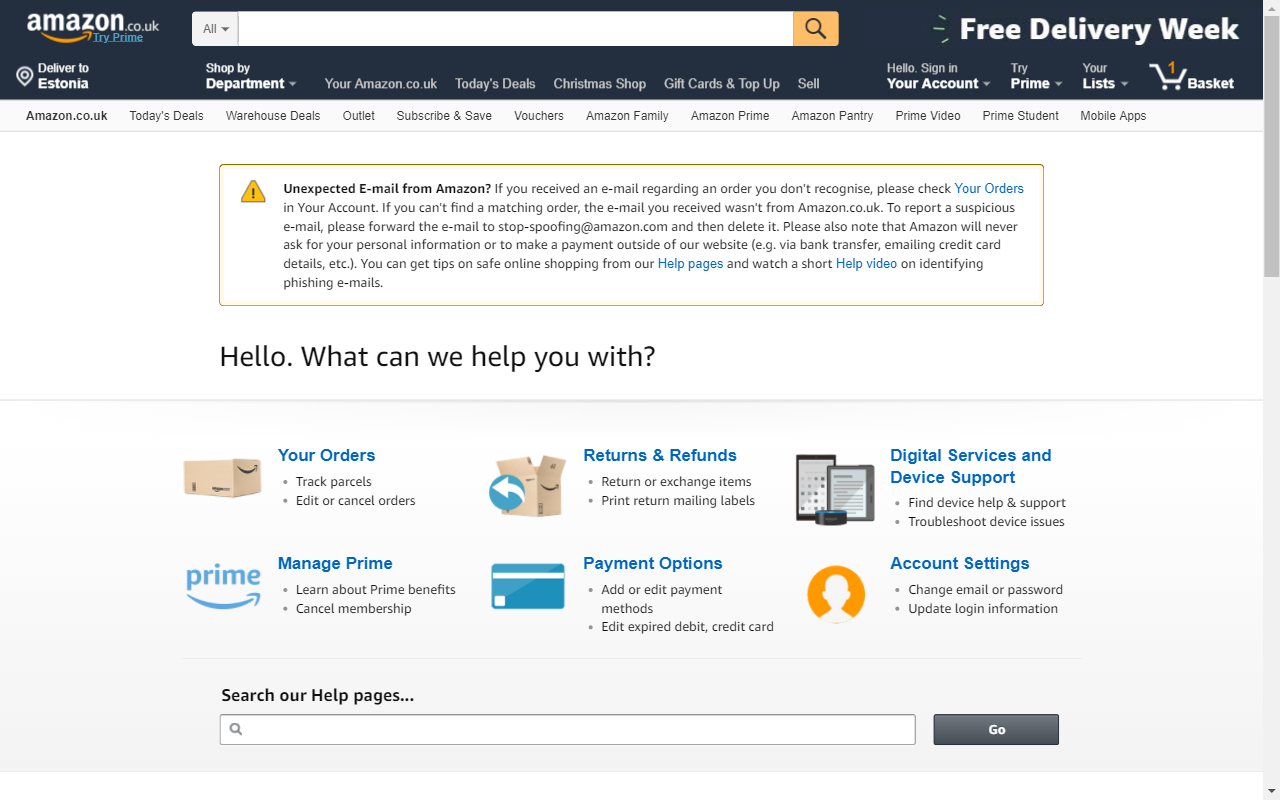 amazon.co.uk
Try Prime
All
Free Delivery Week
Deliver to
Estonia
Shop by
Department
Your Amazon.co.uk
Today's Deals
Christmas Shop
Gift Cards & Top Up
Sell
Hello. Sign in
Your Account
Try
Prime
Your
Lists
1
Basket
Amazon.co.uk
Today's Deals
Warehouse Deals
Outlet
Subscribe & Save
Vouchers
Amazon Family
Amazon Prime
Amazon Pantry
Prime Video
Prime Student
Mobile Apps
Unexpected E-mail from Amazon? If you received an e-mail regarding an order you don't recognise, please check Your Orders
in Your Account. If you can't find a matching order, the e-mail you received wasn't from Amazon.co.uk. To report a suspicious
e-mail, please forward the e-mail to stop-spoofing@amazon.com and then delete it. Please also note that Amazon will never
ask for your personal information or to make a payment outside of our website (e.g. via bank transfer, emailing credit card
details, etc.). You can get tips on safe online shopping from our Help pages and watch a short Help video on identifying
phishing e-mails.
Hello. What can we help you with?
Your Orders
• Track parcels
• Edit or cancel orders
Returns & Refunds
• Return or exchange items
• Print return mailing labels
Digital Services and
Device Support
• Find device help & support
• Troubleshoot device issues
prime
Manage Prime
• Learn about Prime benefits
• Cancel membership
Payment Options
• Add or edit payment
methods
• Edit expired debit, credit card
Account Settings
• Change email or password
• Update login information
Search our Help pages...
Go